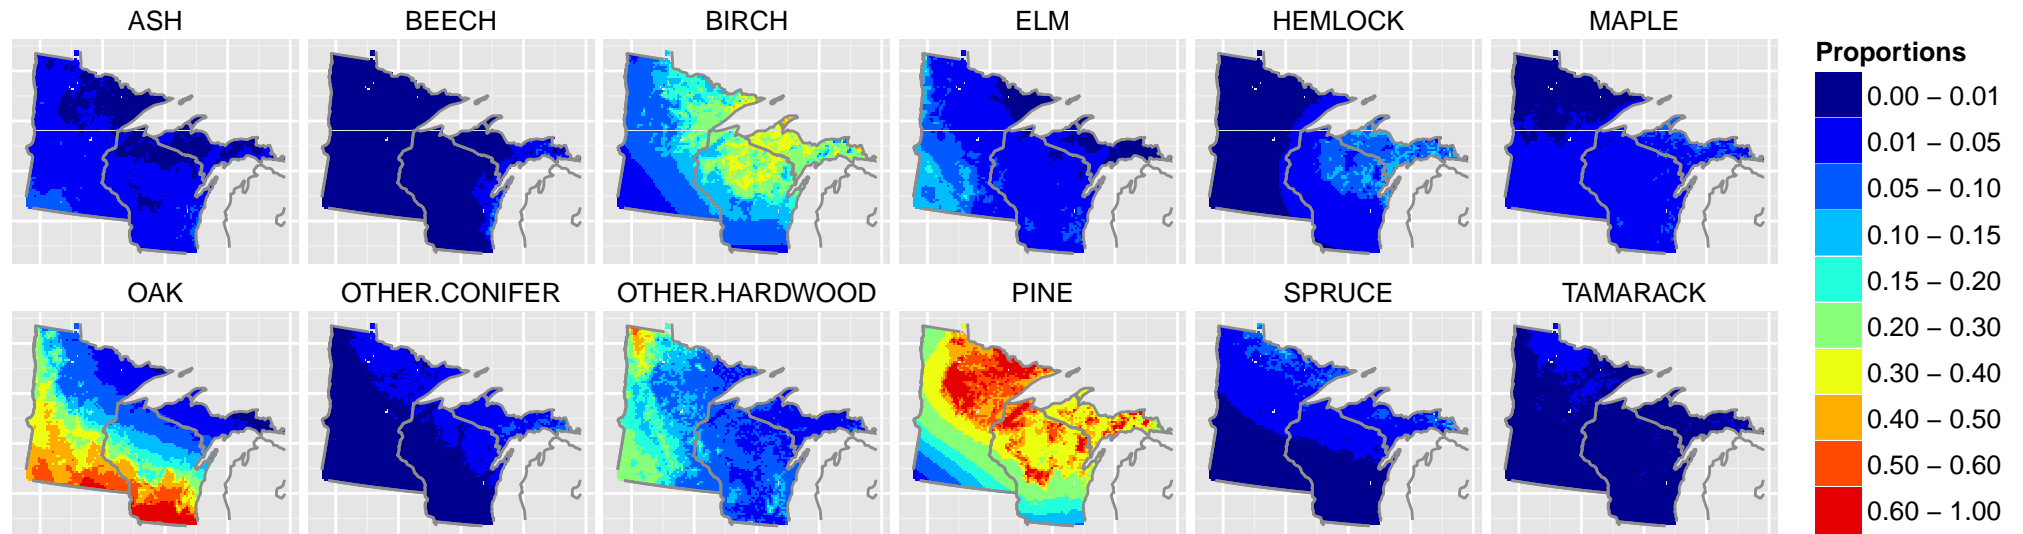 ASH
BEECH
BIRCH
ELM
HEMLOCK
MAPLE
OAK
OTHER.CONIFER
OTHER.HARDWOOD
PINE
SPRUCE
TAMARACK
Proportions
0.00 – 0.01
0.01 – 0.05
0.05 – 0.10
0.10 – 0.15
0.15 – 0.20
0.20 – 0.30
0.30 – 0.40
0.40 – 0.50
0.50 – 0.60
0.60 – 1.00